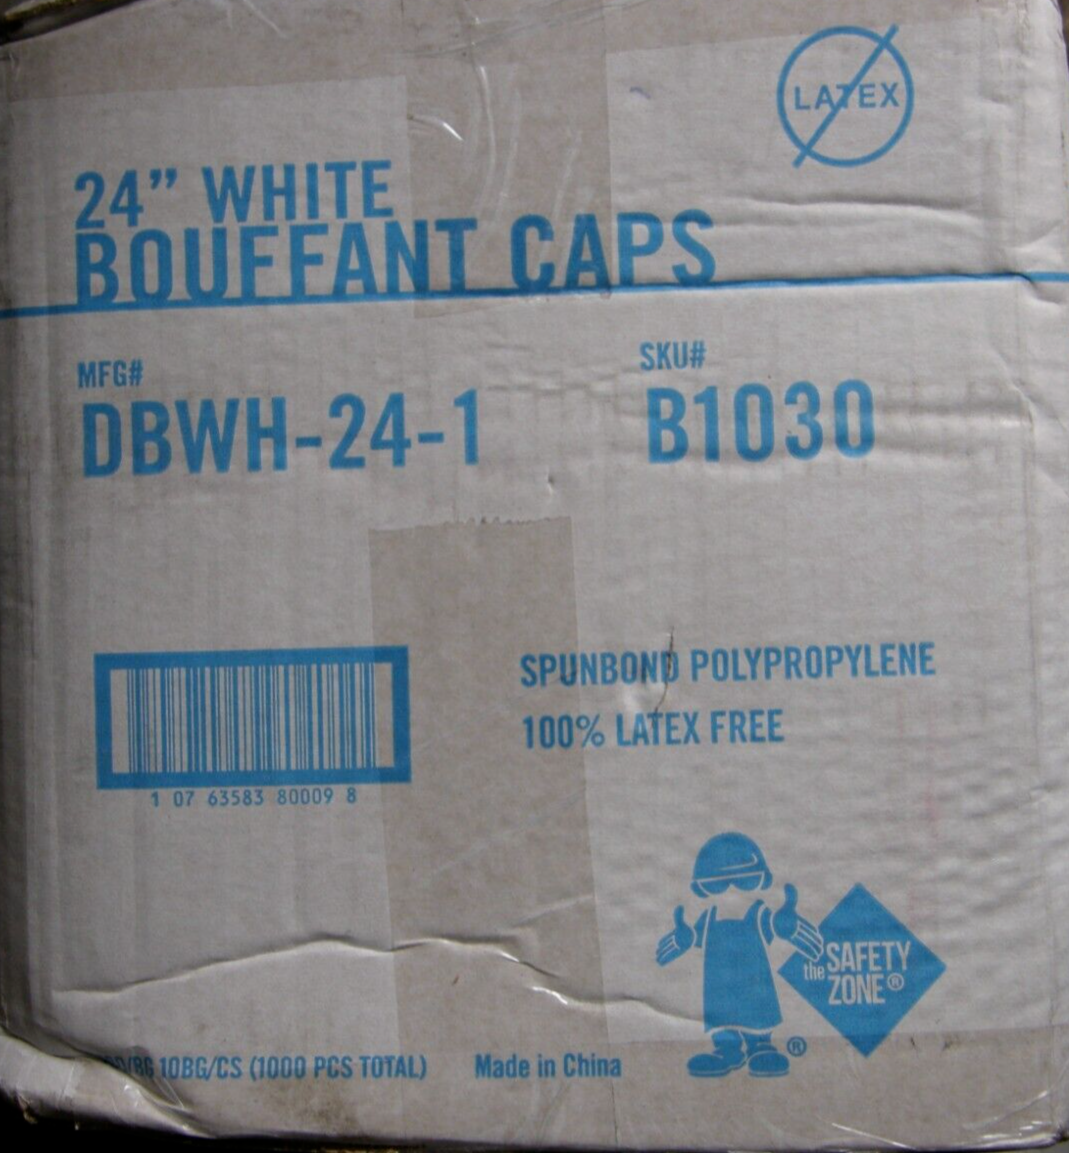 LATEX
24” WHITE
BOUFFANT CAPS
MFG#
DBWH-24-1
SKU#
B1030
SPUNBOND POLYPROPYLENE
100% LATEX FREE
1 07 63583 80009 8
the SAFETY
ZONE®
®
10BG/CS (1000 PCS TOTAL) Made in China